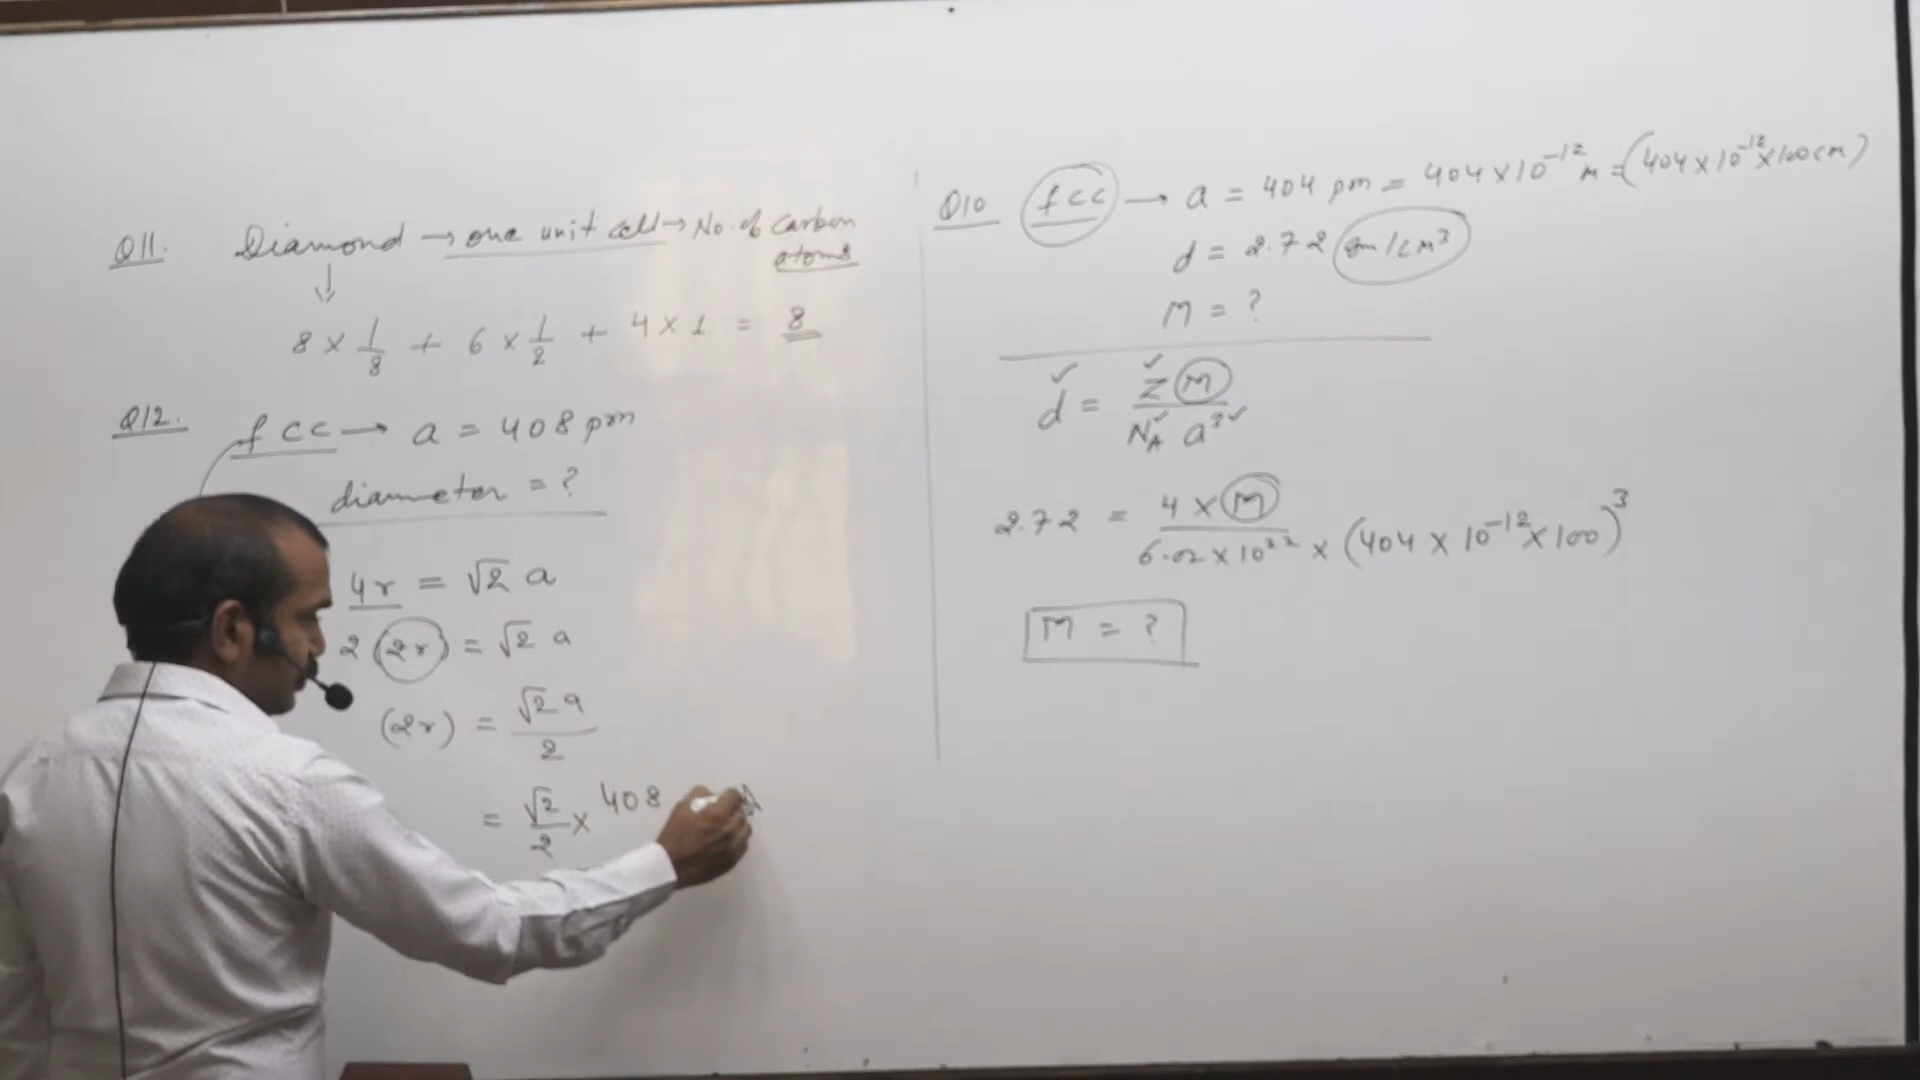 Q11. Diamond → one unit cell → No. of Carbon
atoms
8 × 1/8 + 6 × 1/2 + 4 × 1 = 8
Q12. fcc → a = 408 pm
diameter = ?
4r = √2 a
2 (2r) = √2 a
(2r) = √2 a / 2
= √2/2 × 408
Q10 fcc → a = 404 pm = 404 × 10⁻¹² m = (404 × 10⁻¹² × 100 cm)
d = 2.72 gm/cm³
M = ?
d = Z M / N_A a³
2.72 = 4 × M / 6.02 × 10²³ × (404 × 10⁻¹² × 100)³
M = ?